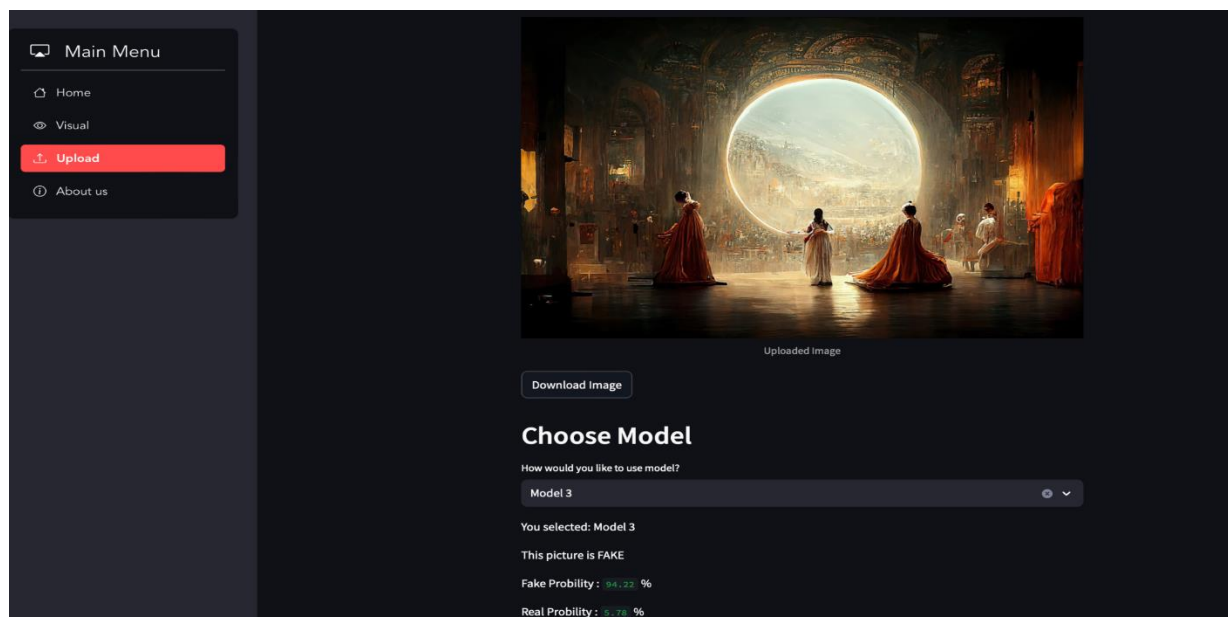 Main Menu
Home
Visual
Upload
About us
Uploaded Image
Download Image
Choose Model
How would you like to use model?
Model 3
You selected: Model 3
This picture is FAKE
Fake Probility : 94.22 %
Real Probility : 5.78 %